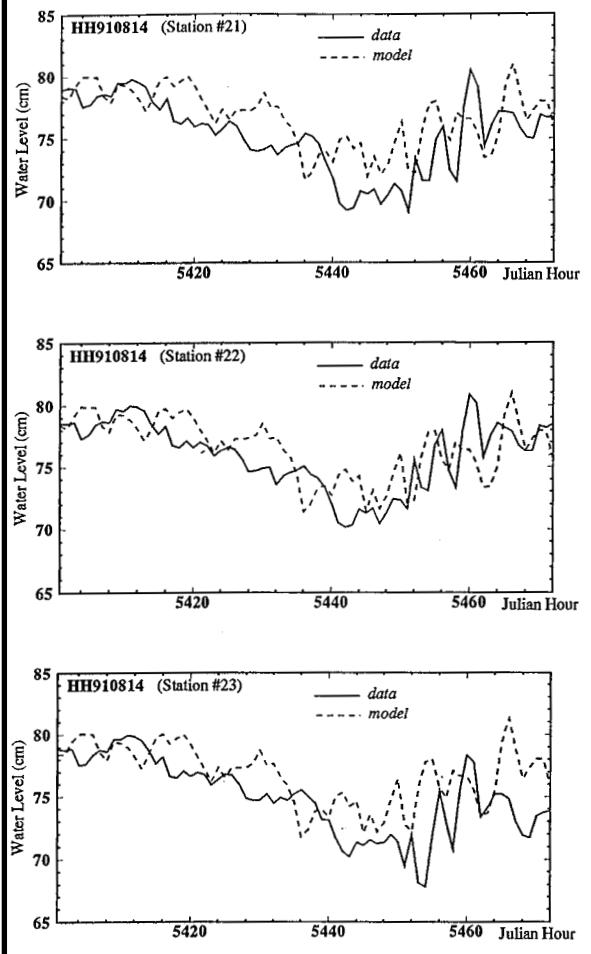 85
HH910814 (Station #21)
data
model
80
75
70
65
Water Level (cm)
5420
5440
5460
Julian Hour
85
HH910814 (Station #22)
data
model
80
75
70
65
Water Level (cm)
5420
5440
5460
Julian Hour
85
HH910814 (Station #23)
data
model
80
75
70
65
Water Level (cm)
5420
5440
5460
Julian Hour